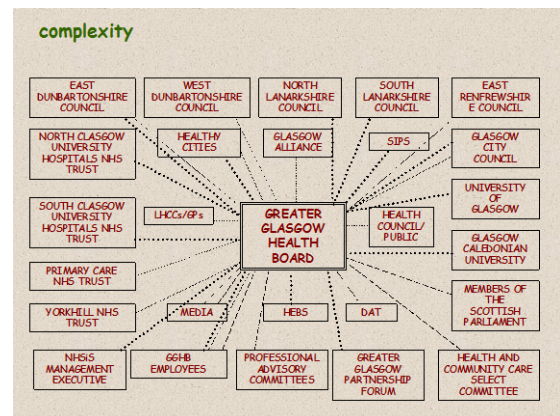 complexity
EAST
DUNBARTONSHIRE
COUNCIL
WEST
DUNBARTONSHIRE
COUNCIL
NORTH
LANARKSHIRE
COUNCIL
SOUTH
LANARKSHIRE
COUNCIL
EAST
RENFREWSHIR
E COUNCIL
NORTH GLASGOW
UNIVERSITY
HOSPITALS NHS
TRUST
HEALTHY
CITIES
GLASGOW
ALLIANCE
SIPS
GLASGOW
CITY
COUNCIL
SOUTH GLASGOW
UNIVERSITY
HOSPITALS NHS
TRUST
LHCCs/GPs
GREATER
GLASGOW
HEALTH
BOARD
HEALTH
COUNCIL/
PUBLIC
UNIVERSITY
OF
GLASGOW
GLASGOW
CALEDONIAN
UNIVERSITY
PRIMARY CARE
NHS TRUST
YORKHILL NHS
TRUST
MEDIA
HEBS
DAT
MEMBERS OF
THE
SCOTTISH
PARLIAMENT
NHSiS
MANAGEMENT
EXECUTIVE
GGHB
EMPLOYEES
PROFESSIONAL
ADVISORY
COMMITTEES
GREATER
GLASGOW
PARTNERSHIP
FORUM
HEALTH AND
COMMUNITY CARE
SELECT
COMMITTEE